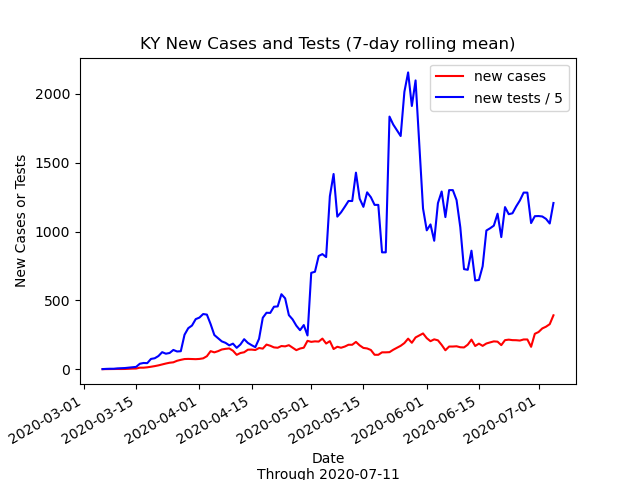 KY New Cases and Tests (7-day rolling mean)
new cases
new tests / 5
New Cases or Tests
2000
1500
1000
500
0
2020-03-01
2020-03-15
2020-04-01
2020-04-15
2020-05-01
2020-05-15
2020-06-01
2020-06-15
2020-07-01
Date
Through 2020-07-11